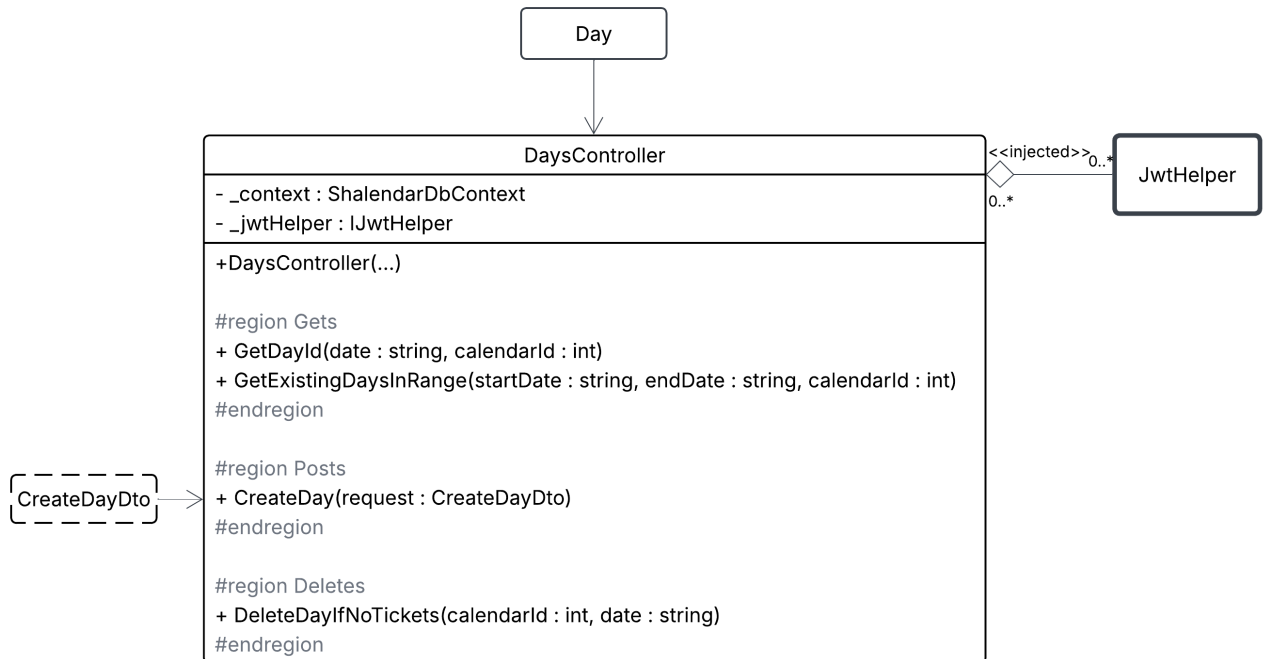 Day
DaysController
<<injected>>
0..*
JwtHelper
0..*
- _context : ShalendarDbContext
- _jwtHelper : IJwtHelper
+DaysController(...)
#region Gets
+ GetDayId(date : string, calendarId : int)
+ GetExistingDaysInRange(startDate : string, endDate : string, calendarId : int)
#endregion
#region Posts
CreateDayDto
+ CreateDay(request : CreateDayDto)
#endregion
#region Deletes
+ DeleteDayIfNoTickets(calendarId : int, date : string)
#endregion